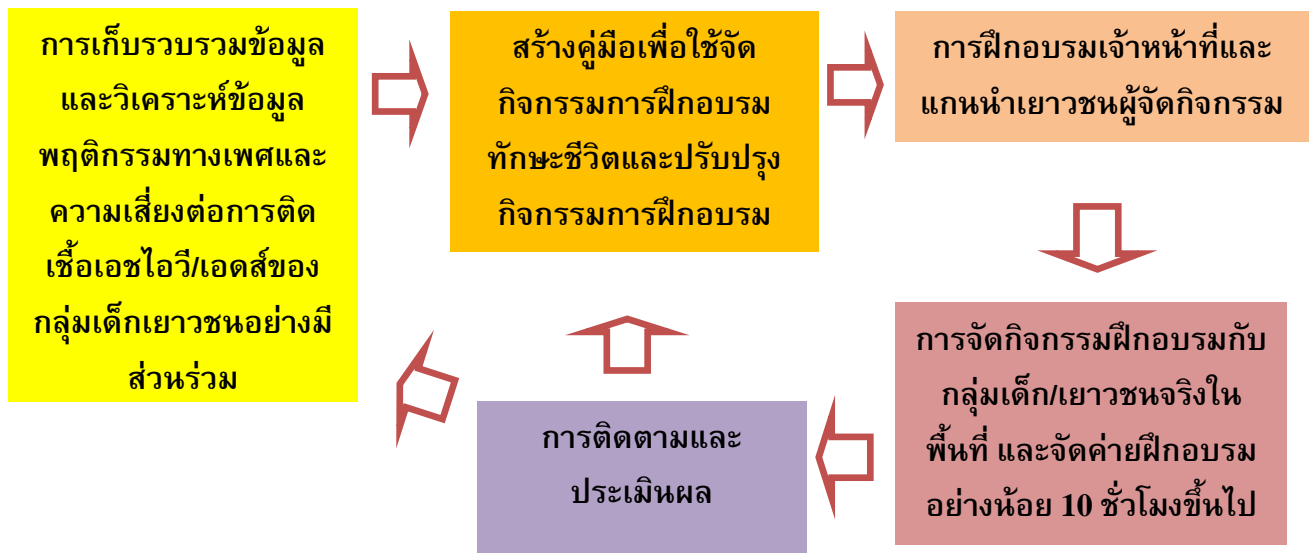 การเก็บรวบรวมข้อมูล
และวิเคราะห์ข้อมูล
พฤติกรรมทางเพศและ
ความเสี่ยงต่อการติด
เชื้อเอชไอวี/เอดส์ของ
กลุ่มเด็กเยาวชนอย่างมี
ส่วนร่วม
สร้างคู่มือเพื่อใช้จัด
กิจกรรมการฝึกอบรม
ทักษะชีวิตและปรับปรุง
กิจกรรมการฝึกอบรม
การฝึกอบรมเจ้าหน้าที่และ
แกนนำเยาวชนผู้จัดกิจกรรม
การจัดกิจกรรมฝึกอบรมกับ
กลุ่มเด็ก/เยาวชนจริงใน
พื้นที่ และจัดค่ายฝึกอบรม
อย่างน้อย 10 ชั่วโมงขึ้นไป
การติดตามและ
ประเมินผล